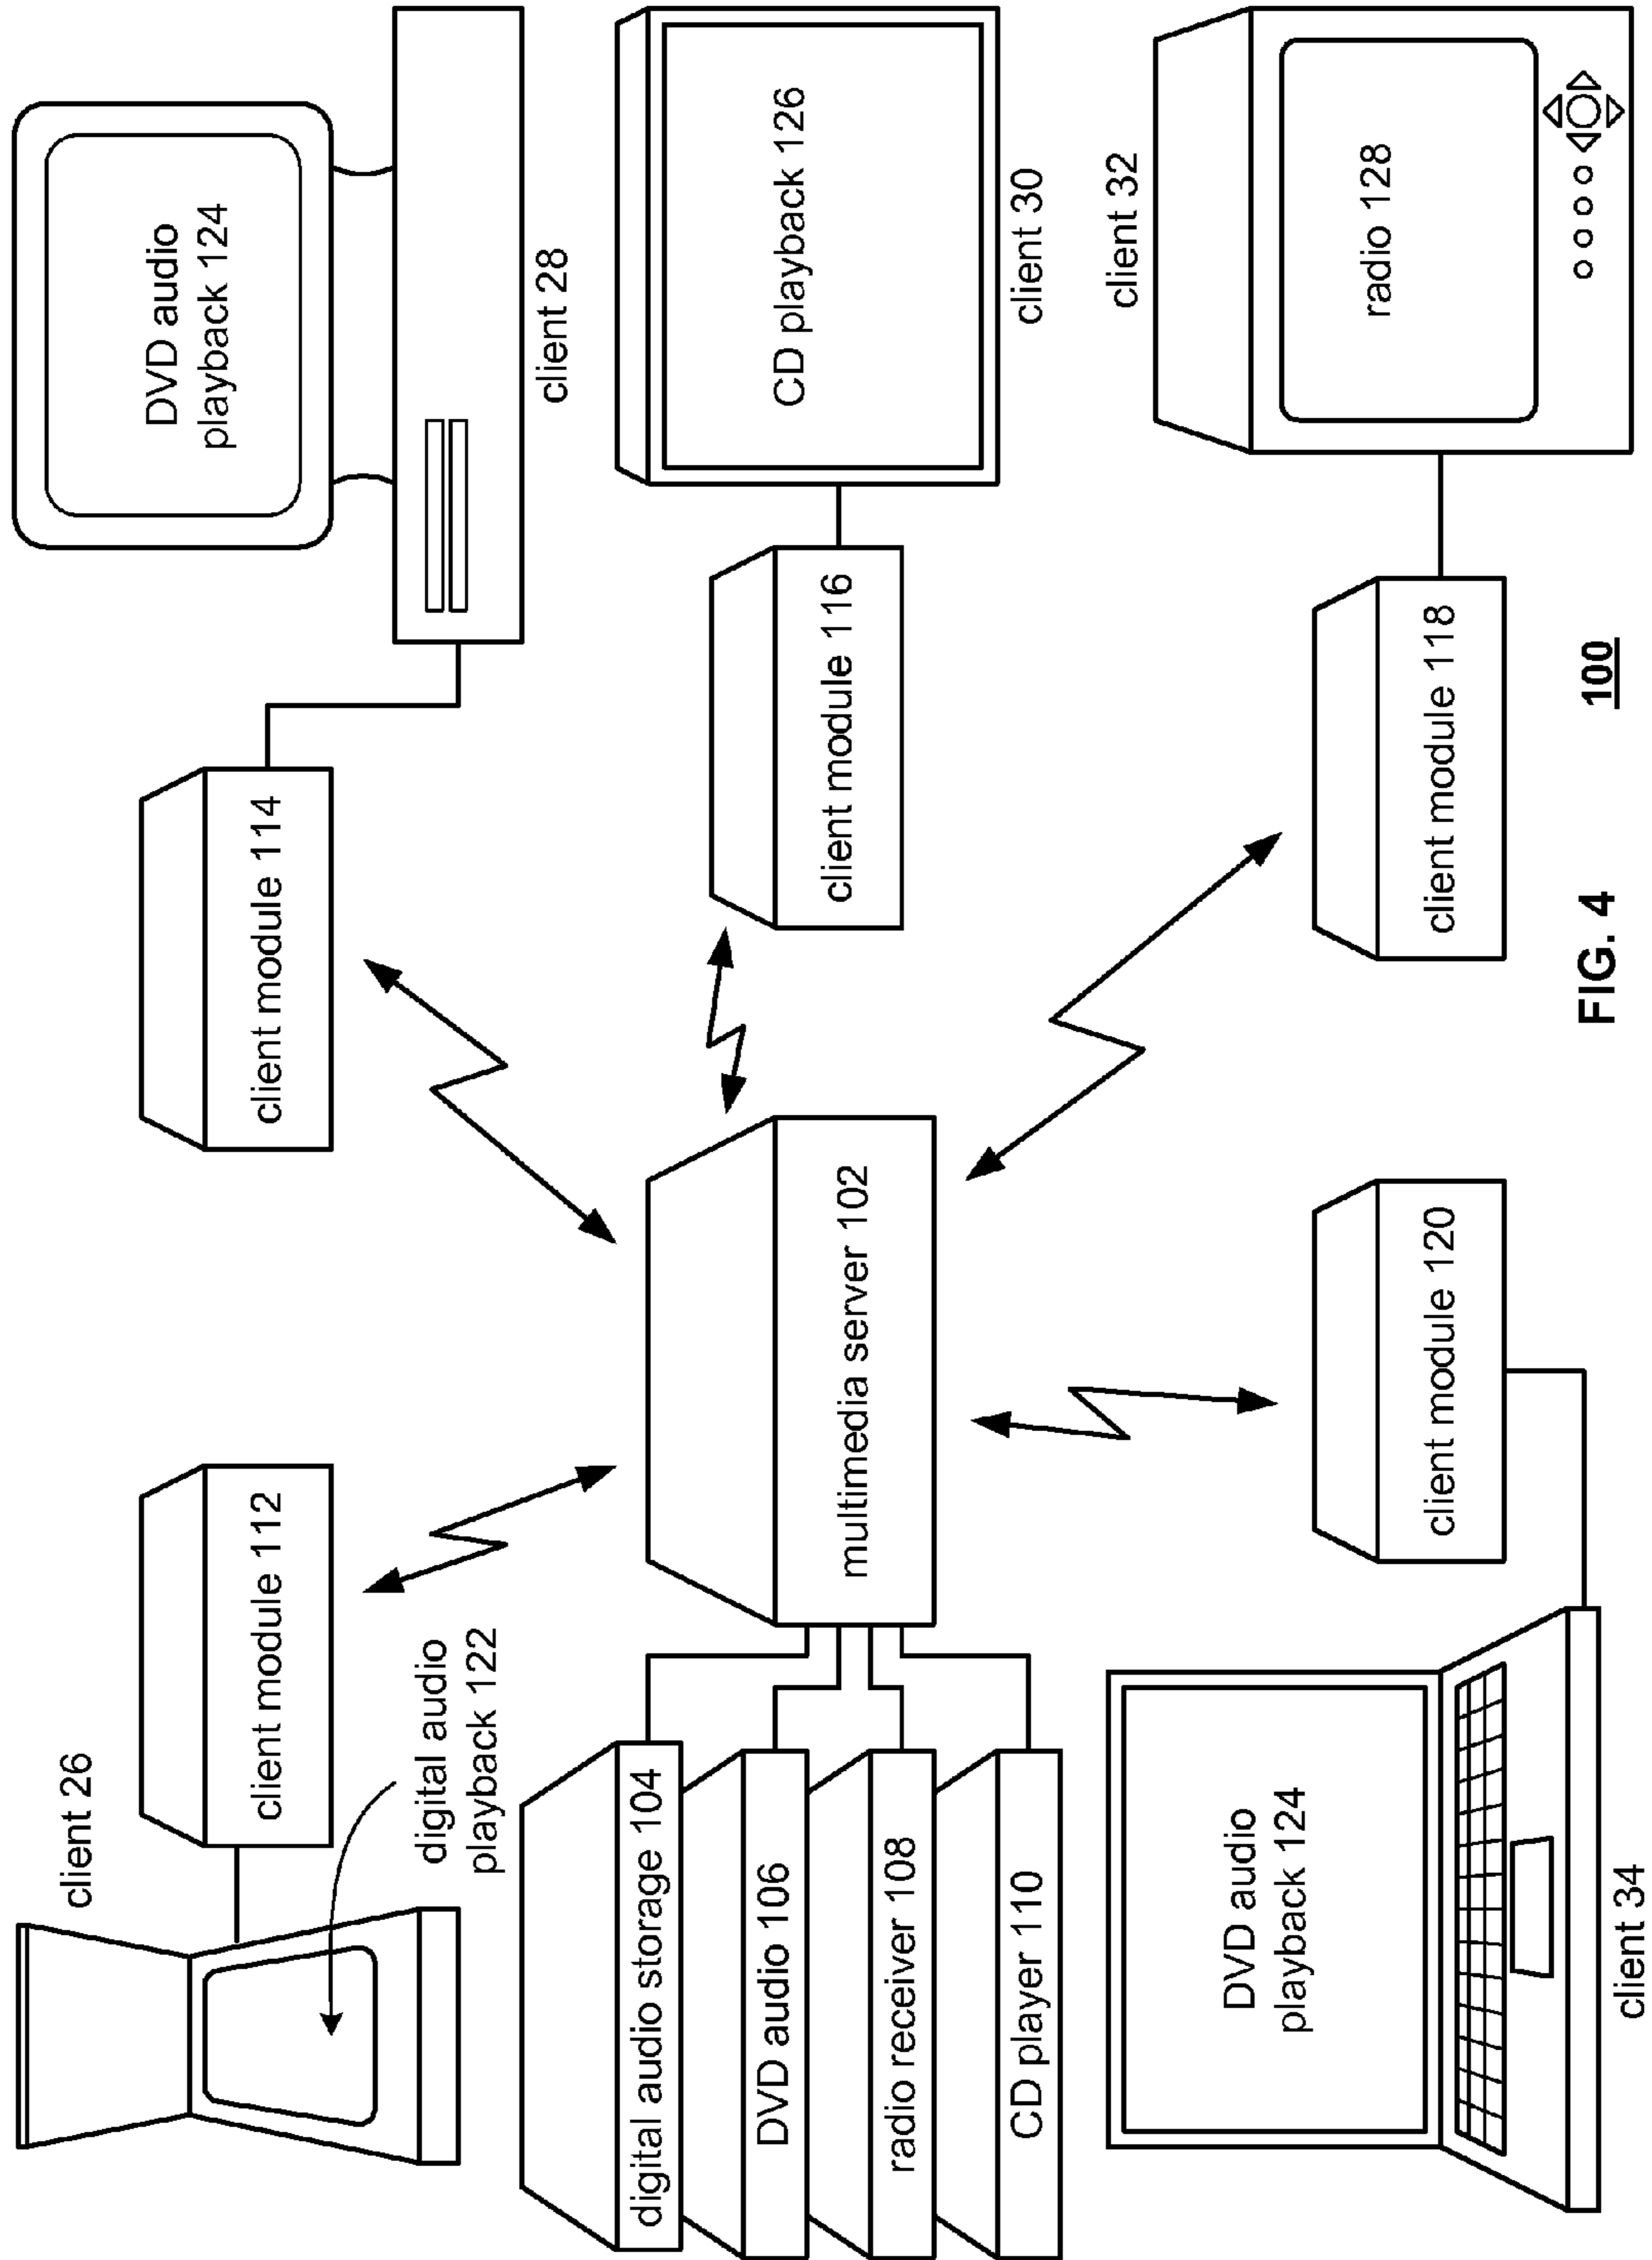 client 26
client module 112
digital audio
playback 122
client module 114
DVD audio
playback 124
client 28
digital audio storage 104
DVD audio 106
radio receiver 108
CD player 110
multimedia server 102
client module 116
CD playback 126
client 30
DVD audio
playback 124
client 34
client module 120
client module 118
client 32
radio 128
FIG. 4
100